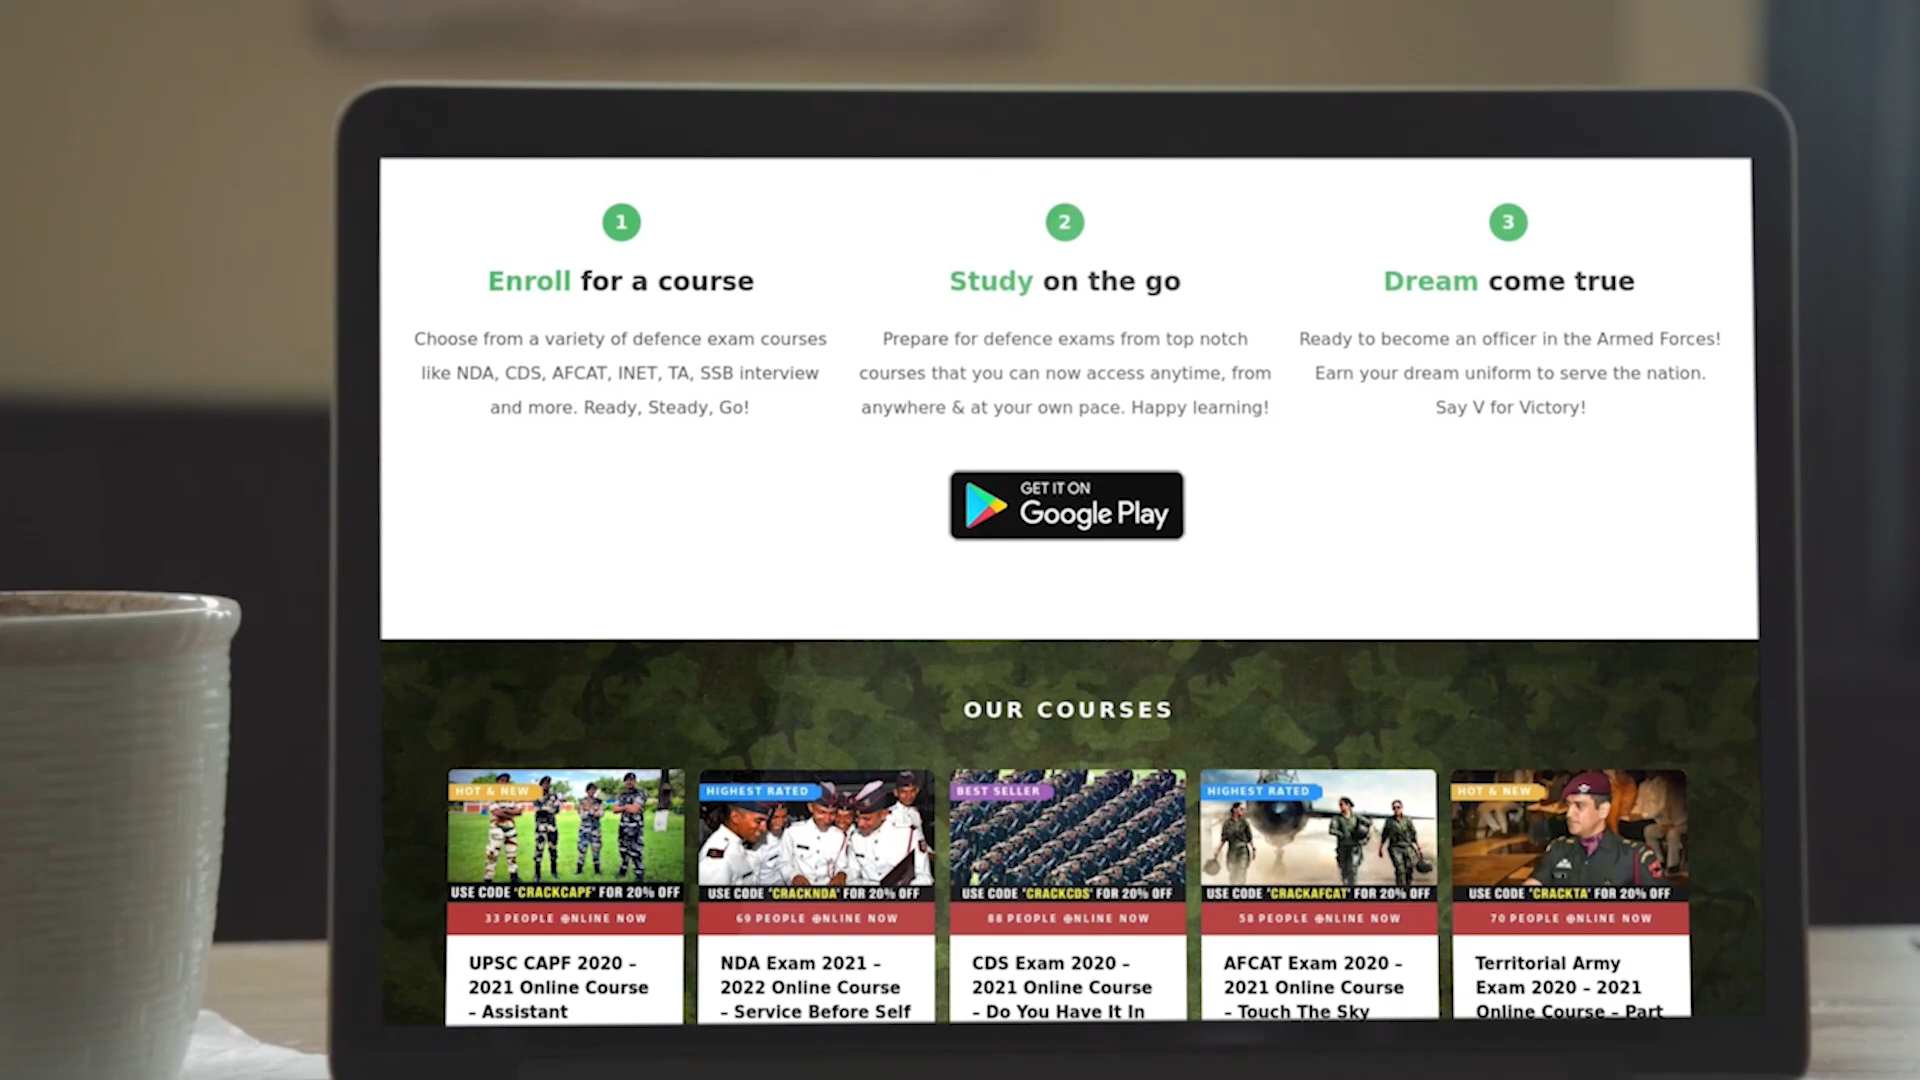 1
Enroll for a course
Choose from a variety of defence exam courses
like NDA, CDS, AFCAT, INET, TA, SSB interview
and more. Ready, Steady, Go!
2
Study on the go
Prepare for defence exams from top notch
courses that you can now access anytime, from
anywhere & at your own pace. Happy learning!
3
Dream come true
Ready to become an officer in the Armed Forces!
Earn your dream uniform to serve the nation.
Say V for Victory!
GET IT ON
Google Play
OUR COURSES
HOT & NEW
USE CODE 'CRACKCAPF' FOR 20% OFF
33 PEOPLE ONLINE NOW
UPSC CAPF 2020 –
2021 Online Course
– Assistant
HIGHEST RATED
USE CODE 'CRACKNDA' FOR 20% OFF
69 PEOPLE ONLINE NOW
NDA Exam 2021 –
2022 Online Course
– Service Before Self
BEST SELLER
USE CODE 'CRACKCDS' FOR 20% OFF
88 PEOPLE ONLINE NOW
CDS Exam 2020 –
2021 Online Course
– Do You Have It In
HIGHEST RATED
USE CODE 'CRACKAFCAT' FOR 20% OFF
58 PEOPLE ONLINE NOW
AFCAT Exam 2020 –
2021 Online Course
– Touch The Sky
HOT & NEW
USE CODE 'CRACKTA' FOR 20% OFF
70 PEOPLE ONLINE NOW
Territorial Army
Exam 2020 – 2021
Online Course – Part